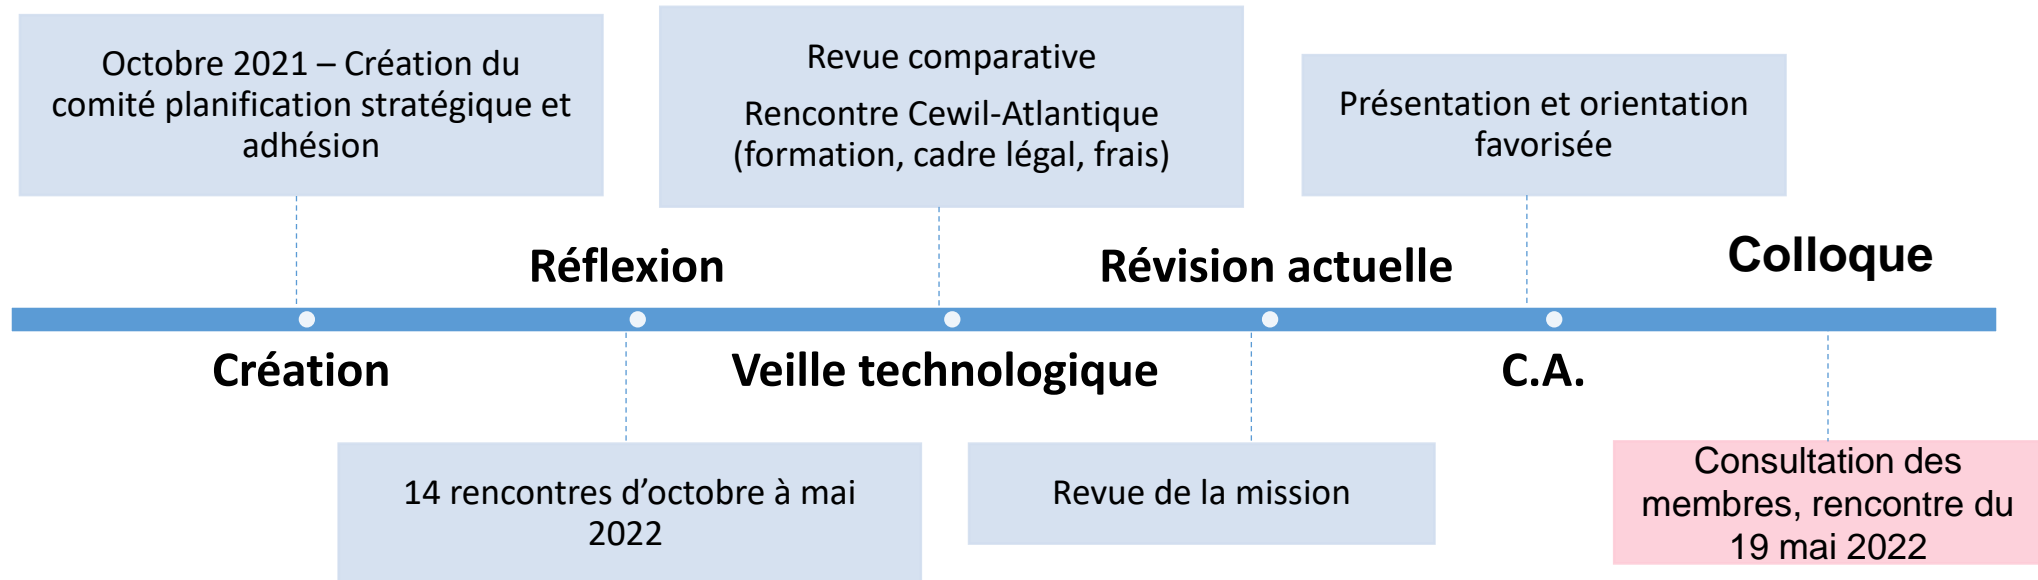 Octobre 2021 – Création du
comité planification stratégique et
adhésion
Revue comparative
Rencontre Cewil-Atlantique
(formation, cadre légal, frais)
Présentation et orientation
favorisée
Réflexion
Révision actuelle
Colloque
Création
Veille technologique
C.A.
14 rencontres d’octobre à mai
2022
Revue de la mission
Consultation des
membres, rencontre du
19 mai 2022